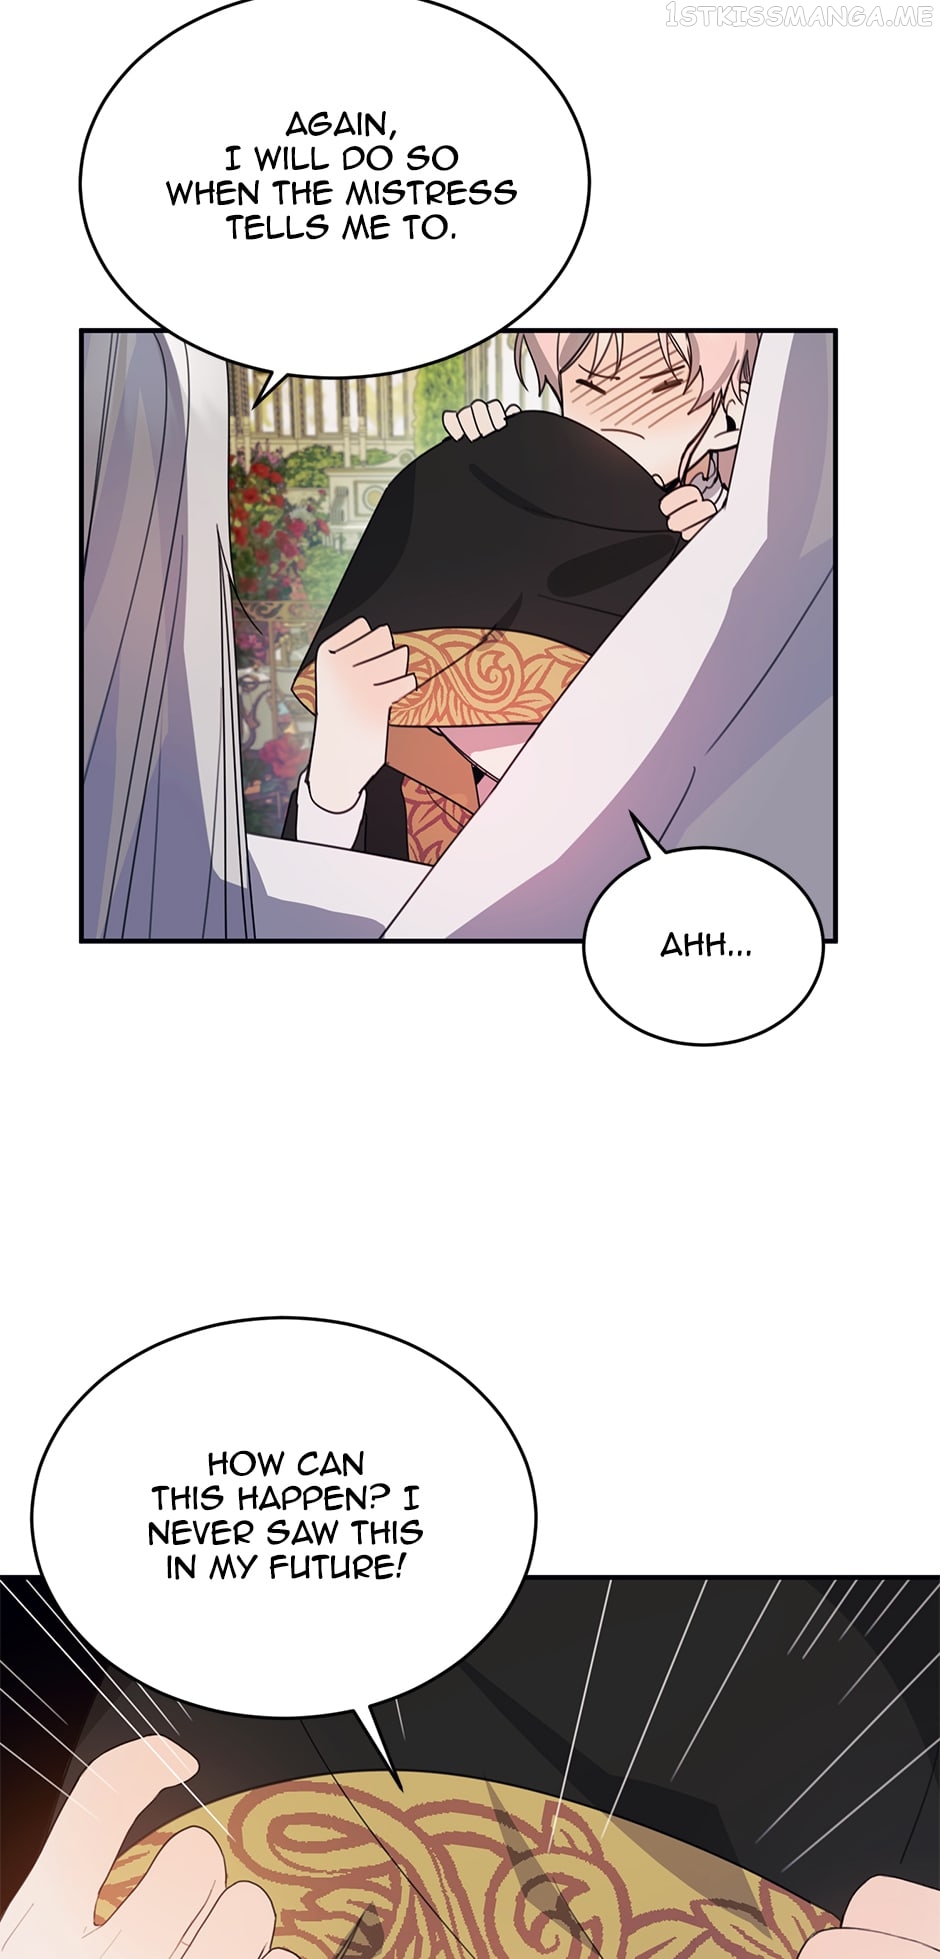 1STKISSMANGA.ME
AGAIN,
I WILL DO SO
WHEN THE MISTRESS
TELLS ME TO.
AHH...
HOW CAN
THIS HAPPEN? I
NEVER SAW THIS
IN MY FUTURE!